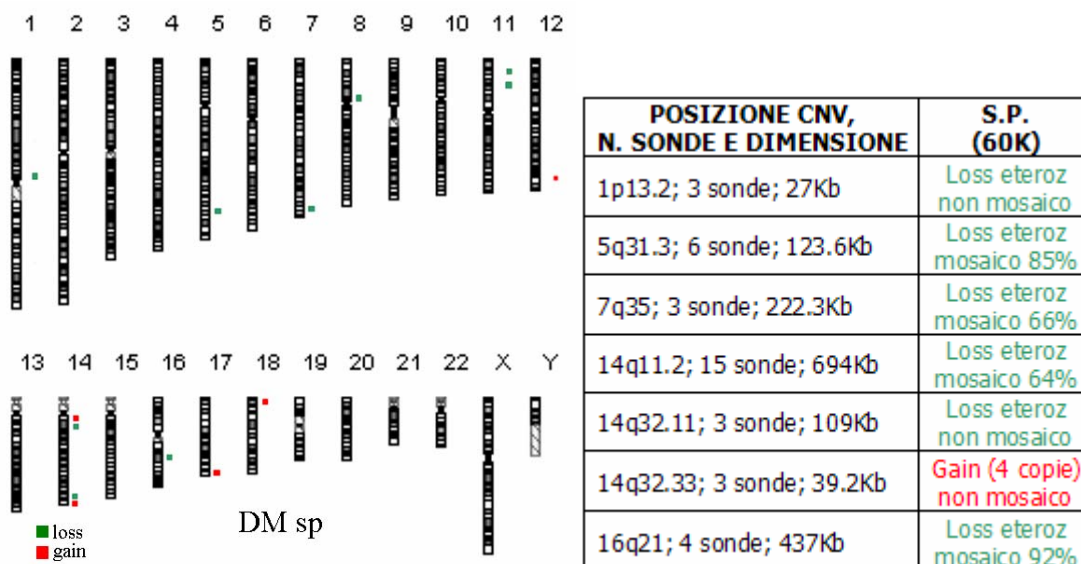 1 2 3 4 5 6 7 8 9 10 11 12
13 14 15 16 17 18 19 20 21 22 X Y
loss
gain
DM sp
POSIZIONE CNV, S.P.
N. SONDE E DIMENSIONE (60K)
1p13.2; 3 sonde; 27Kb
Loss eteroz
non mosaico
5q31.3; 6 sonde; 123.6Kb
Loss eteroz
mosaico 85%
7q35; 3 sonde; 222.3Kb
Loss eteroz
mosaico 66%
14q11.2; 15 sonde; 694Kb
Loss eteroz
mosaico 64%
14q32.11; 3 sonde; 109Kb
Loss eteroz
non mosaico
14q32.33; 3 sonde; 39.2Kb
Gain (4 copie)
non mosaico
16q21; 4 sonde; 437Kb
Loss eteroz
mosaico 92%